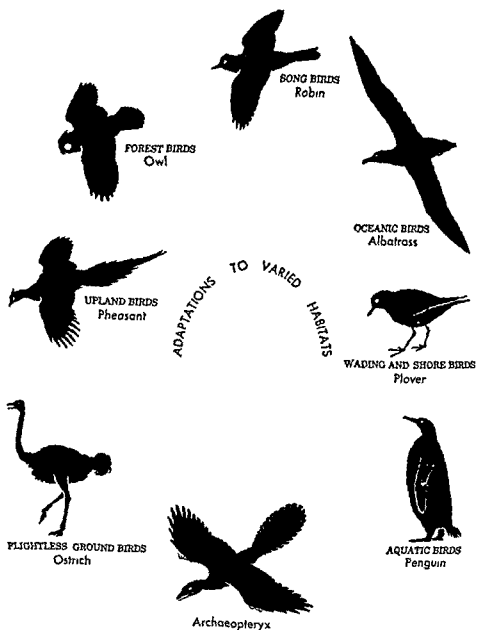 SONG BIRDS
Robin
FOREST BIRDS
Owl
OCEANIC BIRDS
Albatross
ADAPTATIONS TO VARIED HABITATS
UPLAND BIRDS
Pheasant
WADING AND SHORE BIRDS
Plover
FLIGHTLESS GROUND BIRDS
Ostrich
AQUATIC BIRDS
Penguin
Archaeopteryx